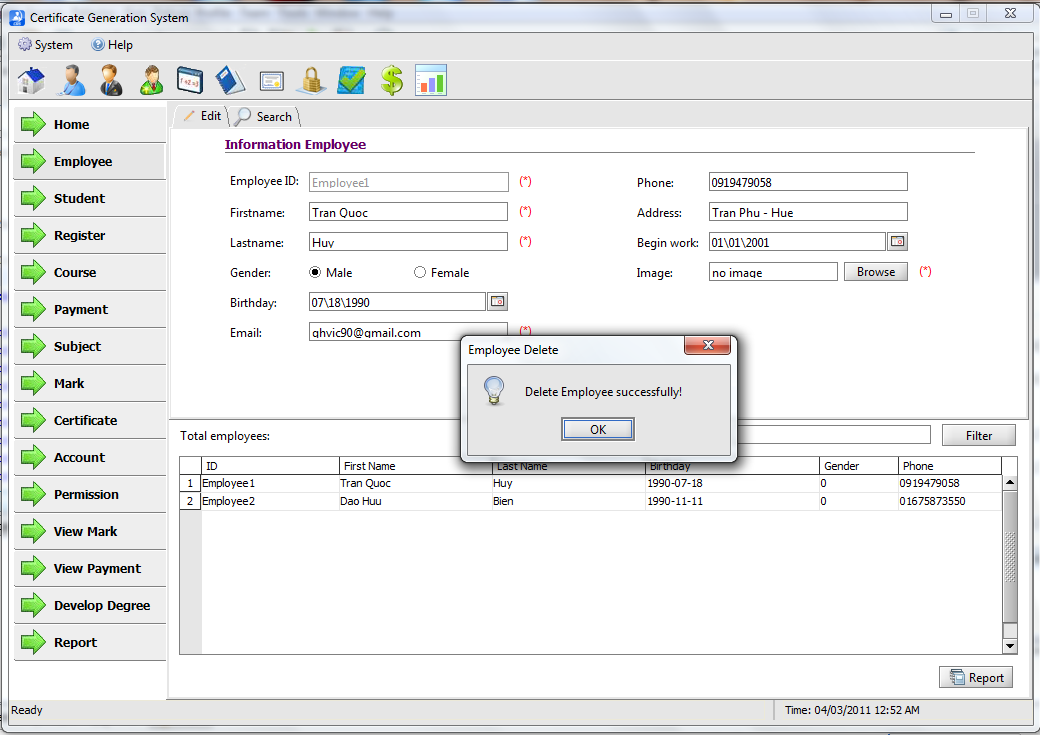 Certificate Generation System
System Help
Edit Search
Home
Employee
Student
Register
Course
Payment
Subject
Mark
Certificate
Account
Permission
View Mark
View Payment
Develop Degree
Report
Information Employee
Employee ID: Employee1 (*)
Firstname: Tran Quoc (*)
Lastname: Huy (*)
Gender: Male Female
Birthday: 07\18\1990
Email: qhvic90@gmail.com (*)
Phone: 0919479058
Address: Tran Phu - Hue
Begin work: 01\01\2001
Image: no image Browse (*)
Employee Delete
Delete Employee successfully!
OK
Total employees:
Filter
ID First Name Last Name Birthday Gender Phone
1 Employee1 Tran Quoc Huy 1990-07-18 0 0919479058
2 Employee2 Dao Huu Bien 1990-11-11 0 01675873550
Report
Ready Time: 04/03/2011 12:52 AM